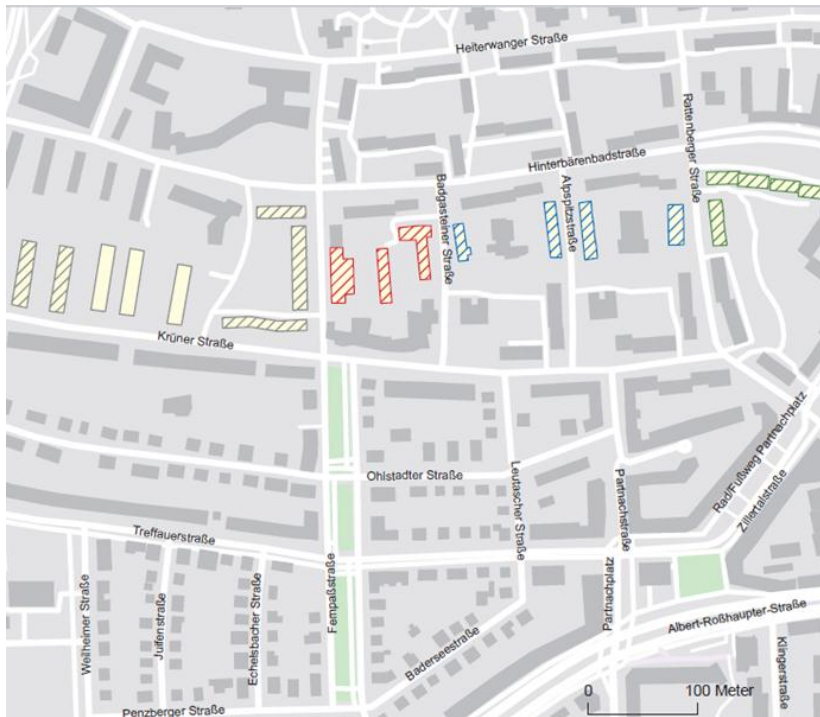 Heiterwanger Straße
Rattenberger Straße
Hinterbärenbadstraße
Badgasteiner Straße
Alpspitzstraße
Krüner Straße
Rad/Fußweg Partnachplatz
Ohlstadter Straße
Leutascher Straße
Partnachstraße
Zillertalstraße
Treffauerstraße
Fernpaßstraße
Weilheimer Straße
Juifenstraße
Echelsbacher Straße
Partnachplatz
Baderseestraße
Albert-Roßhaupter-Straße
Klingerstraße
Penzberger Straße
0 100 Meter